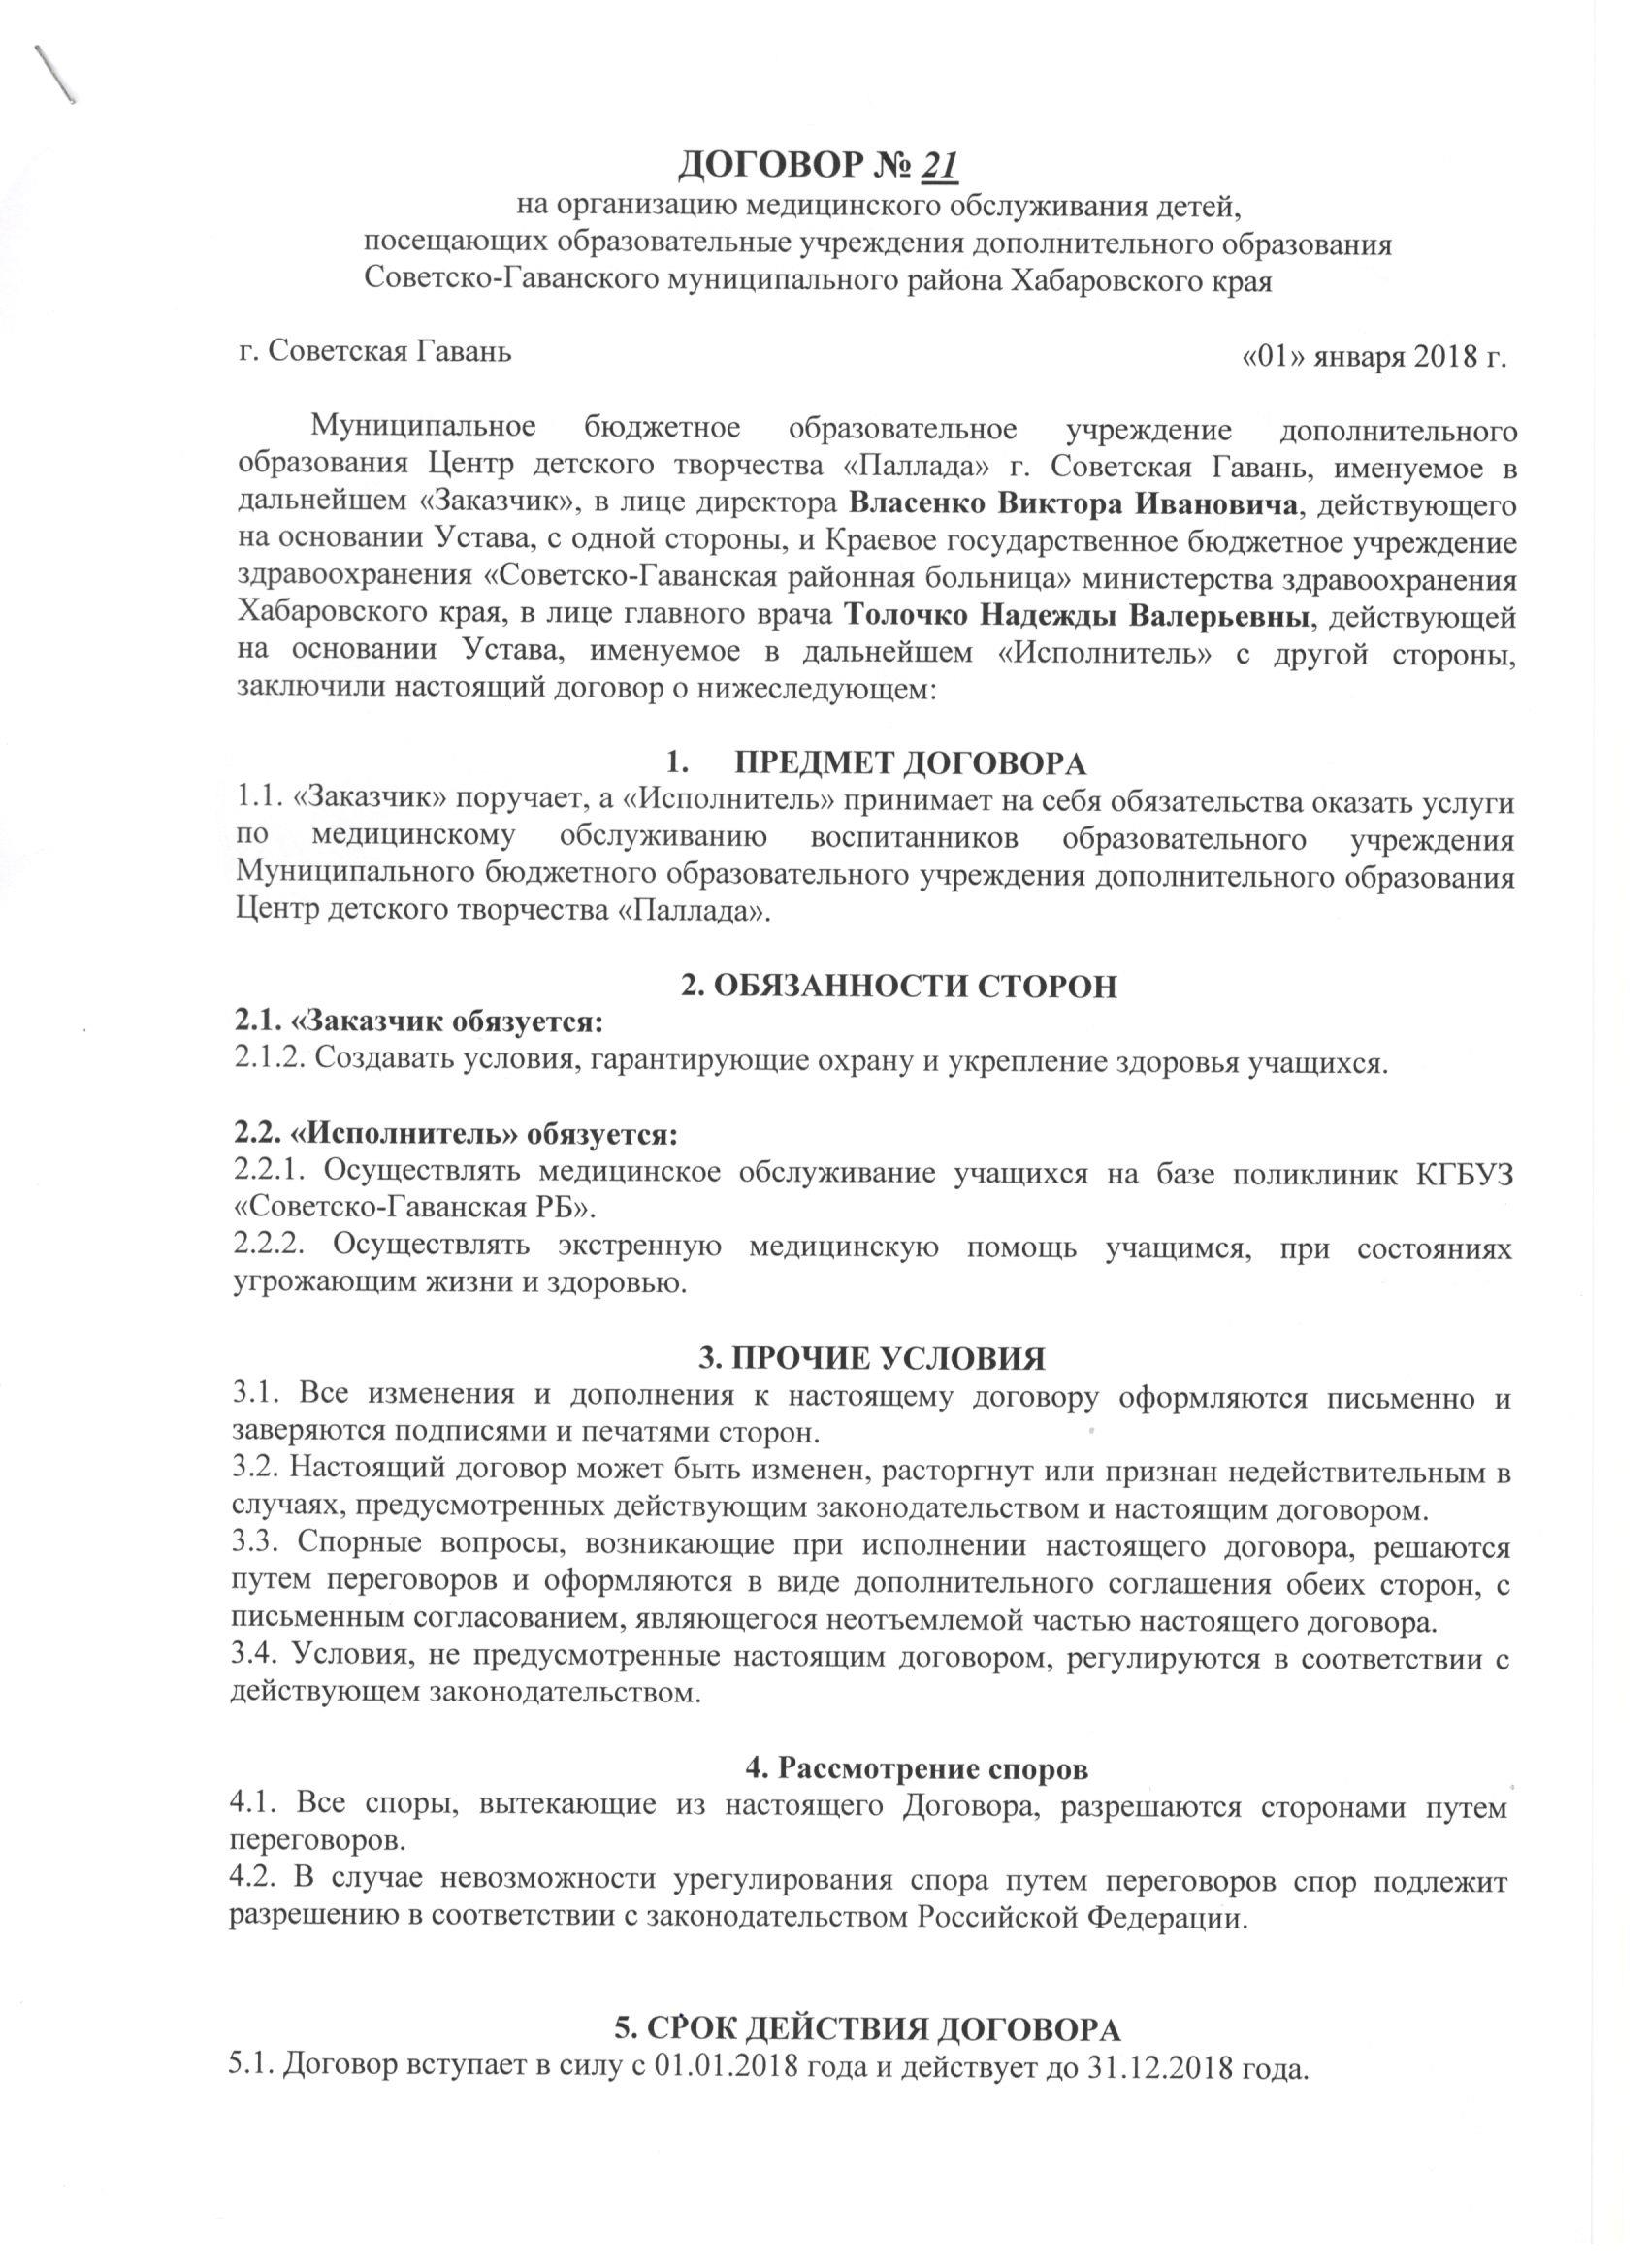 ДОГОВОР № 21
на организацию медицинского обслуживания детей,
посещающих образовательные учреждения дополнительного образования
Советско-Гаванского муниципального района Хабаровского края
г. Советская Гавань «01» января 2018 г.
Муниципальное бюджетное образовательное учреждение дополнительного
образования Центр детского творчества «Паллада» г. Советская Гавань, именуемое в
дальнейшем «Заказчик», в лице директора Власенко Виктора Ивановича, действующего
на основании Устава, с одной стороны, и Краевое государственное бюджетное учреждение
здравоохранения «Советско-Гаванская районная больница» министерства здравоохранения
Хабаровского края, в лице главного врача Толочко Надежды Валерьевны, действующей
на основании Устава, именуемое в дальнейшем «Исполнитель» с другой стороны,
заключили настоящий договор о нижеследующем:
1. ПРЕДМЕТ ДОГОВОРА
1.1. «Заказчик» поручает, а «Исполнитель» принимает на себя обязательства оказать услуги
по медицинскому обслуживанию воспитанников образовательного учреждения
Муниципального бюджетного образовательного учреждения дополнительного образования
Центр детского творчества «Паллада».
2. ОБЯЗАННОСТИ СТОРОН
2.1. «Заказчик обязуется:
2.1.2. Создавать условия, гарантирующие охрану и укрепление здоровья учащихся.
2.2. «Исполнитель» обязуется:
2.2.1. Осуществлять медицинское обслуживание учащихся на базе поликлиник КГБУЗ
«Советско-Гаванская РБ».
2.2.2. Осуществлять экстренную медицинскую помощь учащимся, при состояниях
угрожающим жизни и здоровью.
3. ПРОЧИЕ УСЛОВИЯ
3.1. Все изменения и дополнения к настоящему договору оформляются письменно и
заверяются подписями и печатями сторон.
3.2. Настоящий договор может быть изменен, расторгнут или признан недействительным в
случаях, предусмотренных действующим законодательством и настоящим договором.
3.3. Спорные вопросы, возникающие при исполнении настоящего договора, решаются
путем переговоров и оформляются в виде дополнительного соглашения обеих сторон, с
письменным согласованием, являющегося неотъемлемой частью настоящего договора.
3.4. Условия, не предусмотренные настоящим договором, регулируются в соответствии с
действующем законодательством.
4. Рассмотрение споров
4.1. Все споры, вытекающие из настоящего Договора, разрешаются сторонами путем
переговоров.
4.2. В случае невозможности урегулирования спора путем переговоров спор подлежит
разрешению в соответствии с законодательством Российской Федерации.
5. СРОК ДЕЙСТВИЯ ДОГОВОРА
5.1. Договор вступает в силу с 01.01.2018 года и действует до 31.12.2018 года.